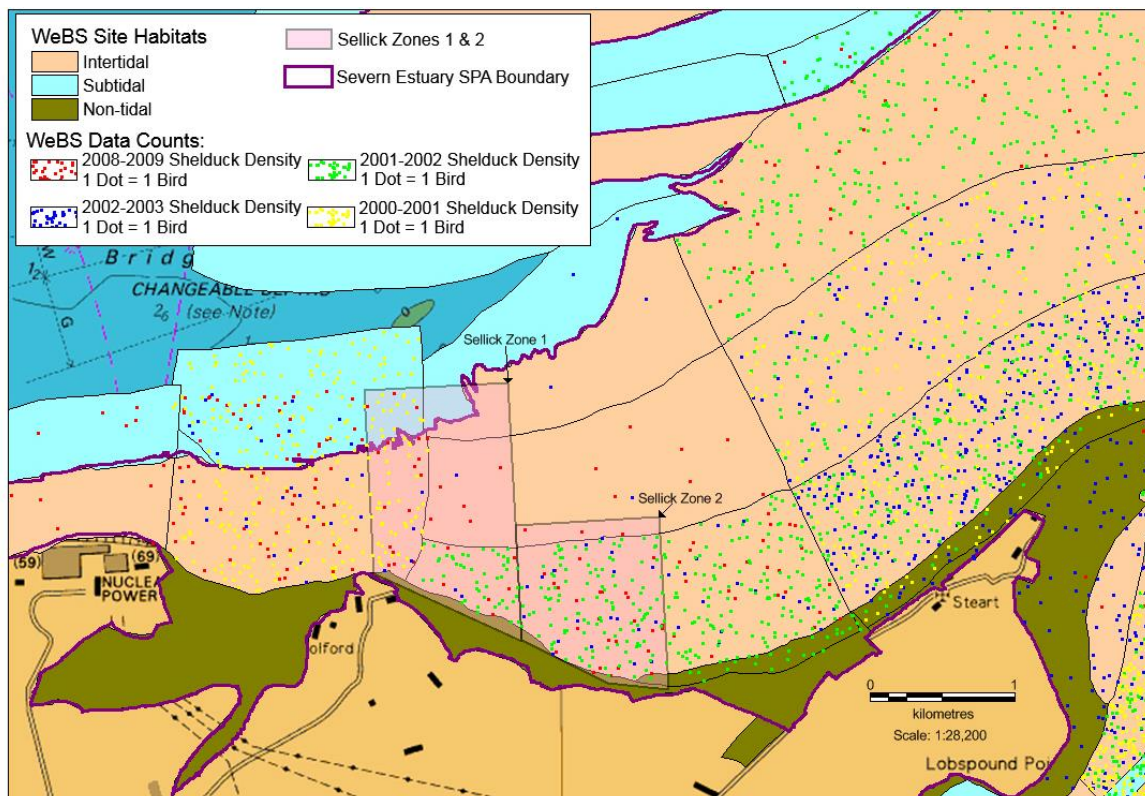 WeBS Site Habitats
Intertidal
Subtidal
Non-tidal
Sellick Zones 1 & 2
Severn Estuary SPA Boundary
WeBS Data Counts:
2008-2009 Shelduck Density
1 Dot = 1 Bird
2001-2002 Shelduck Density
1 Dot = 1 Bird
2002-2003 Shelduck Density
1 Dot = 1 Bird
2000-2001 Shelduck Density
1 Dot = 1 Bird
Bridg
CHANGEABLE
(see Note)
W
G
Sellick Zone 1
Sellick Zone 2
(59)
(69)
NUCLEA
POWER
olford
Steart
0 1
kilometres
Scale: 1:28,200
Lobspound Poi